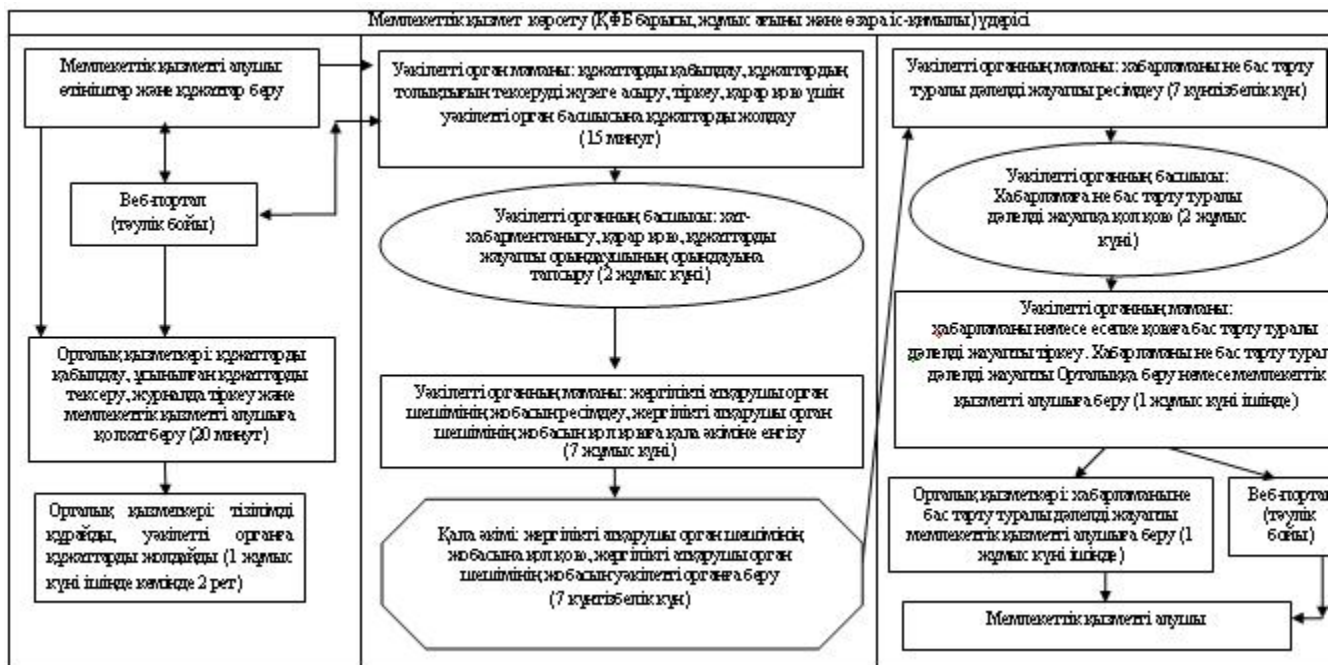 Мемлекеттік қызмет көрсету (ҚФБ барысы, жұмыс ағыны және өзара іс-қимылы) үдерісі
Мемлекеттік қызметті алушы:
өтініштер және құжаттар беру
Веб-портал
(тәулік бойы)
Орталық қызметкері: құжаттарды
қабылдау, ұсынылған құжаттарды
тексеру, журналда тіркеу және
мемлекеттік қызметті алушыға
қолхат беру (20 минут)
Орталық қызметкері: тізілімді
құрайды, уәкілетті органға
құжаттарды жолдайды (1 жұмыс
күні ішінде кемінде 2 рет)
Уәкілетті орган маманы: құжаттарды қабылдау, құжаттардың
толықтығын тексеруді жүзеге асыру, тіркеу, қарар қою үшін
уәкілетті орган басшысына құжаттарды жолдау
(15 минут)
Уәкілетті органның басшысы: хат-
хабармен танысу, қарар қою, құжаттарды
жауапты орындаушының орындауына
тапсыру (2 жұмыс күні)
Уәкілетті органның маманы: жергілікті атқарушы орган
шешімінің жобасын ресімдеу, жергілікті атқарушы орган
шешімінің жобасын қол қоюға қала әкіміне енгізу
(7 жұмыс күні)
Қала әкімі: жергілікті атқарушы орган шешімінің
жобасына қол қою, жергілікті атқарушы орган
шешімінің жобасын уәкілетті органға беру
(7 күнтізбелік күн)
Уәкілетті органның маманы: хабарламаны не бас тарту
туралы дәлелді жауапты ресімдеу (7 күнтізбелік күн)
Уәкілетті органның басшысы:
Хабарламаға не бас тарту туралы
дәлелді жауапқа қол қою (2 жұмыс
күні)
Уәкілетті органның маманы:
хабарламаны немесе есепке қоюға бас тарту туралы
дәлелді жауапты тіркеу. Хабарламаны не бас тарту турал
дәлелді жауапты Орталыққа беру немесе мемлекеттік
қызметті алушыға беру (1 жұмыс күні ішінде)
Орталық қызметкері: хабарламаны не
бас тарту туралы дәлелді жауапты
мемлекеттік қызметті алушыға беру (1
жұмыс күні ішінде)
Веб-портал
(тәулік
бойы)
Мемлекеттік қызметті алушы